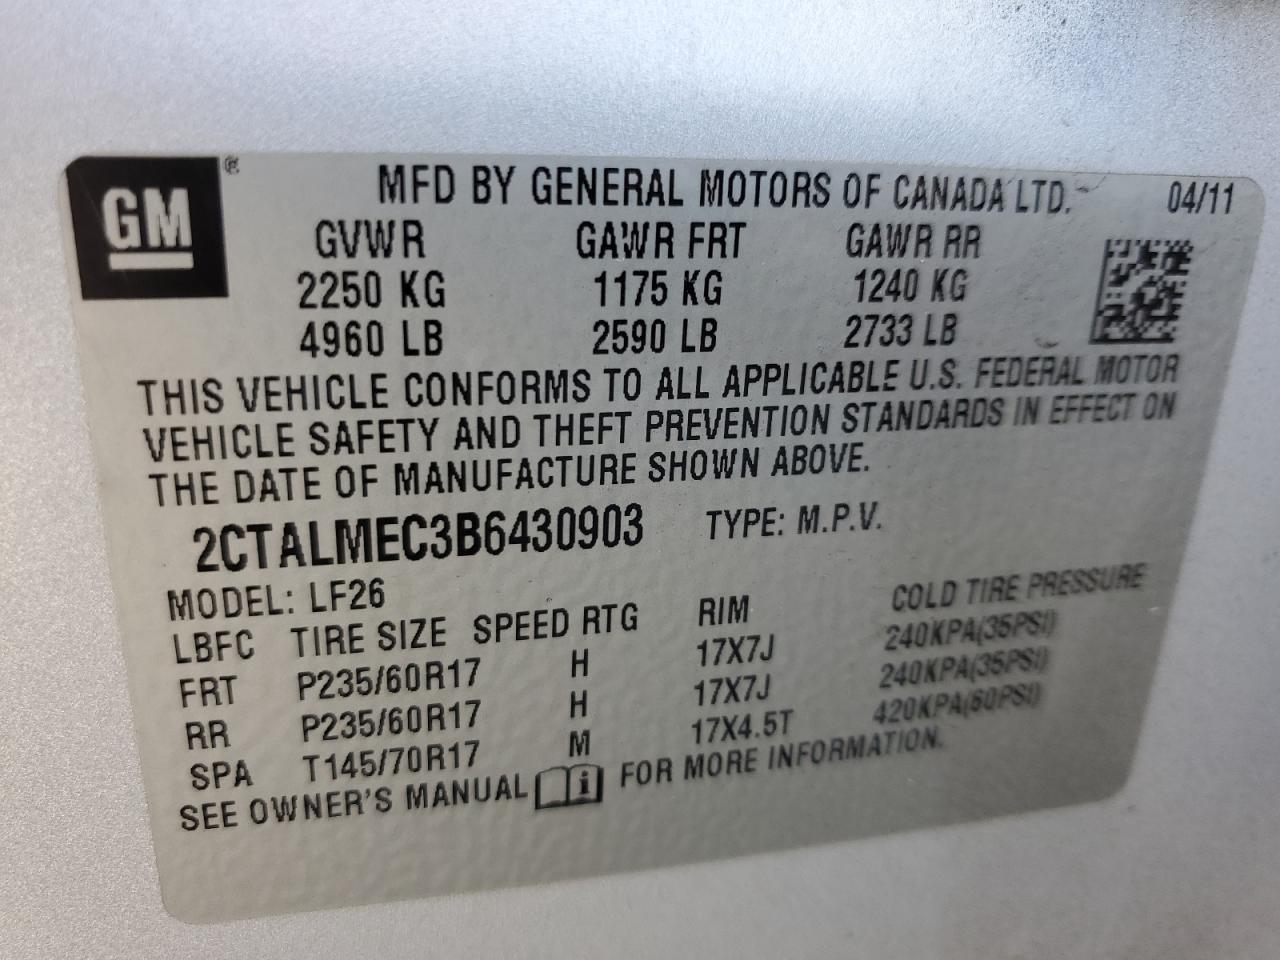 GM ® MFD BY GENERAL MOTORS OF CANADA LTD. 04/11
GVWR GAWR FRT GAWR RR
2250 KG 1175 KG 1240 KG
4960 LB 2590 LB 2733 LB
THIS VEHICLE CONFORMS TO ALL APPLICABLE U.S. FEDERAL MOTOR
VEHICLE SAFETY AND THEFT PREVENTION STANDARDS IN EFFECT ON
THE DATE OF MANUFACTURE SHOWN ABOVE.
2CTALMEC3B6430903 TYPE: M.P.V.
MODEL: LF26
LBFC TIRE SIZE SPEED RTG RIM COLD TIRE PRESSURE
FRT P235/60R17 H 17X7J 240KPA(35PSI)
RR P235/60R17 H 17X7J 240KPA(35PSI)
SPA T145/70R17 M 17X4.5T 420KPA(60PSI)
SEE OWNER'S MANUAL i FOR MORE INFORMATION.